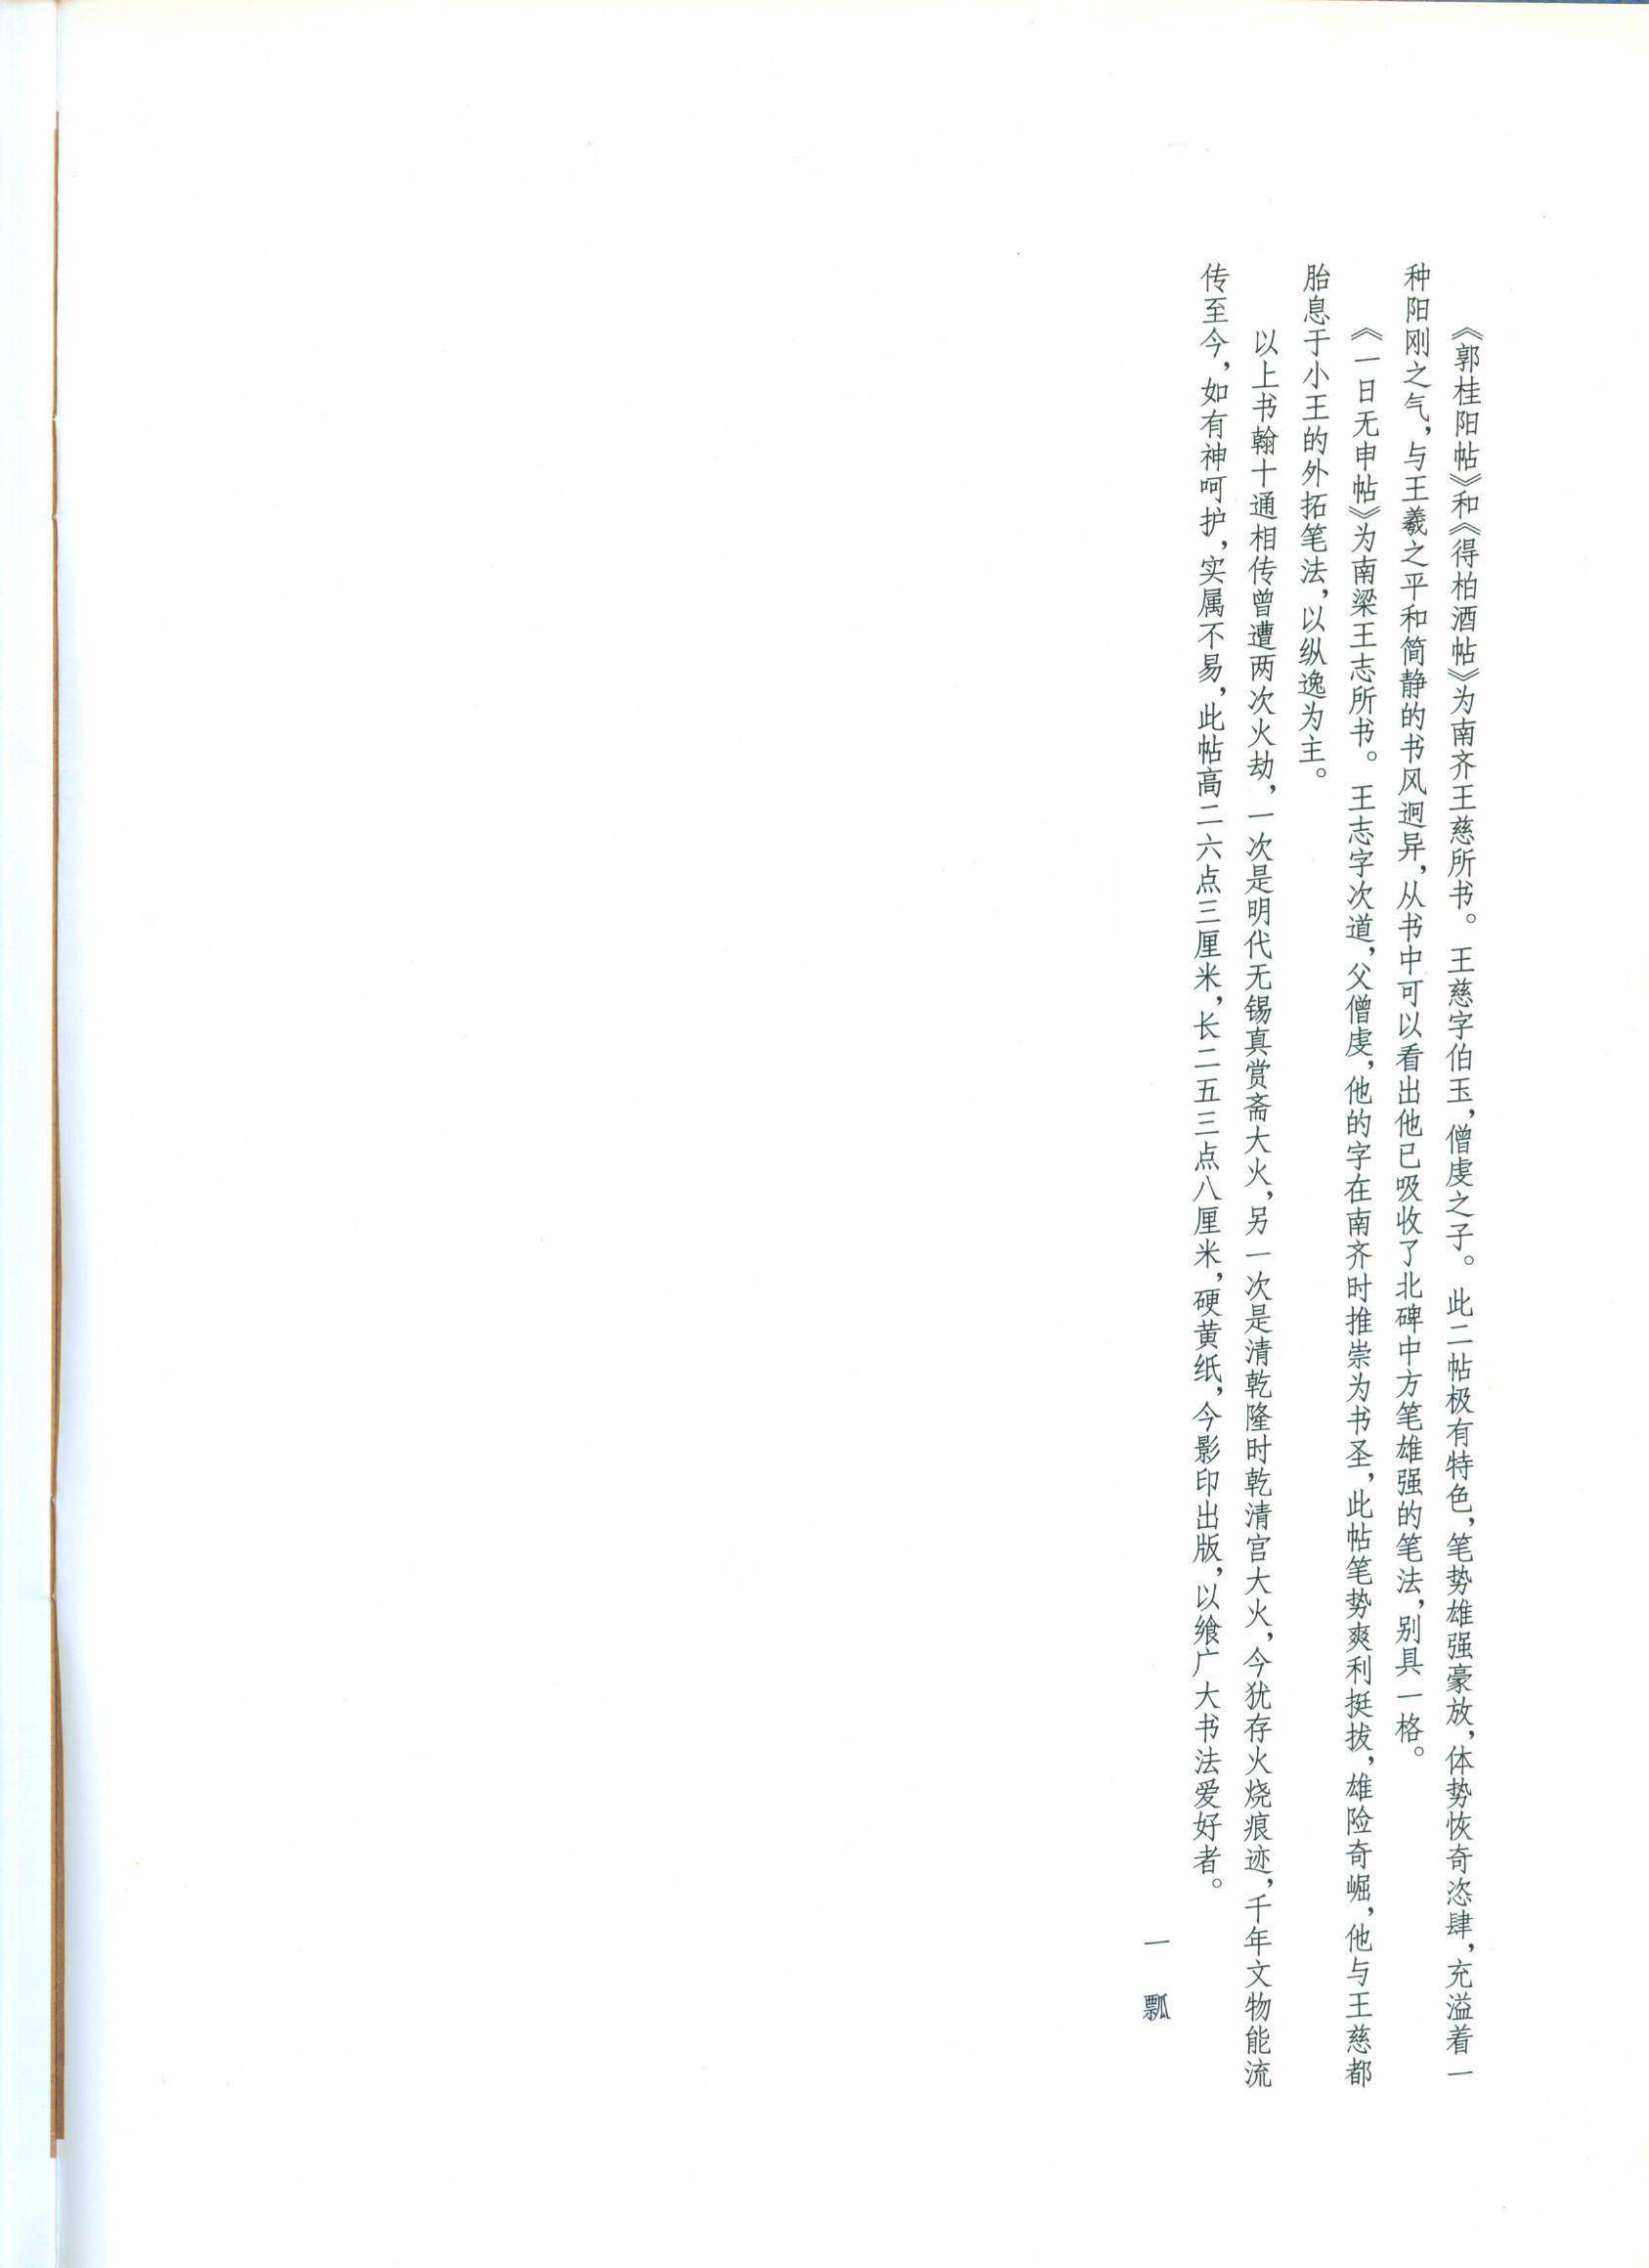 《郭桂阳帖》和《得柏酒帖》为南齐王慈所书。王慈字伯玉，僧虔之子。此二帖极有特色，笔势雄强豪放，体势恢奇恣肆，充溢着一
种阳刚之气，与王羲之平和简静的书风迥异，从书中可以看出他已吸收了北碑中方笔雄强的笔法，别具一格。
《一日无申帖》为南梁王志所书。王志字次道，父僧虔，他的字在南齐时推崇为书圣，此帖笔势爽利挺拔，雄险奇崛，他与王慈都
胎息于小王的外拓笔法，以纵逸为主。
以上书翰十通相传曾遭两次火劫，一次是明代无锡真赏斋大火，另一次是清乾隆时乾清宫大火，今犹存火烧痕迹，千年文物能流
传至今，如有神呵护，实属不易，此帖高二六点三厘米，长二五三点八厘米，硬黄纸，今影印出版，以飨广大书法爱好者。
一瓢